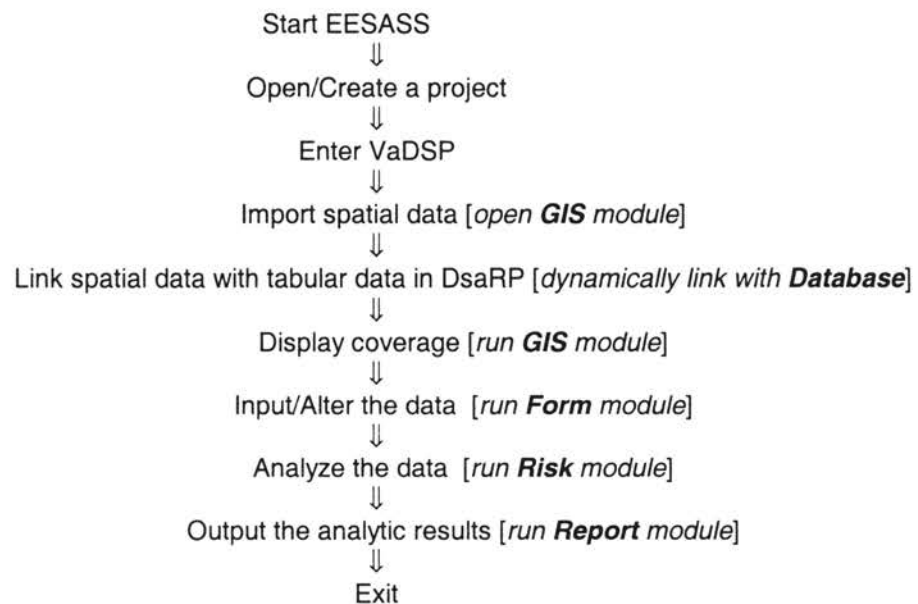 Start EESASS
⇓
Open/Create a project
⇓
Enter VaDSP
⇓
Import spatial data [open GIS module]
⇓
Link spatial data with tabular data in DsaRP [dynamically link with Database]
⇓
Display coverage [run GIS module]
⇓
Input/Alter the data [run Form module]
⇓
Analyze the data [run Risk module]
⇓
Output the analytic results [run Report module]
⇓
Exit